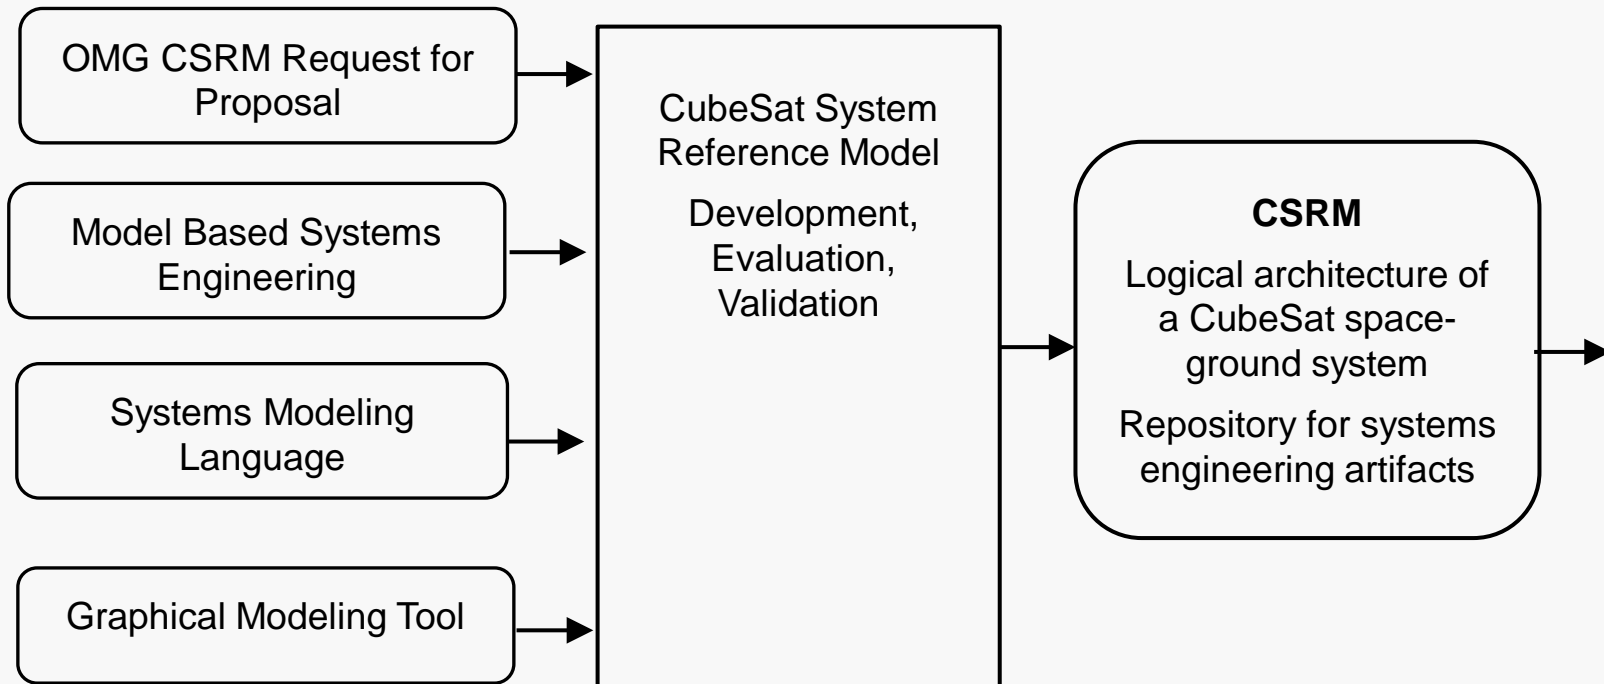 OMG CSRM Request for
Proposal
Model Based Systems
Engineering
Systems Modeling
Language
Graphical Modeling Tool
CubeSat System
Reference Model
Development,
Evaluation,
Validation
CSRM
Logical architecture of
a CubeSat space-
ground system
Repository for systems
engineering artifacts